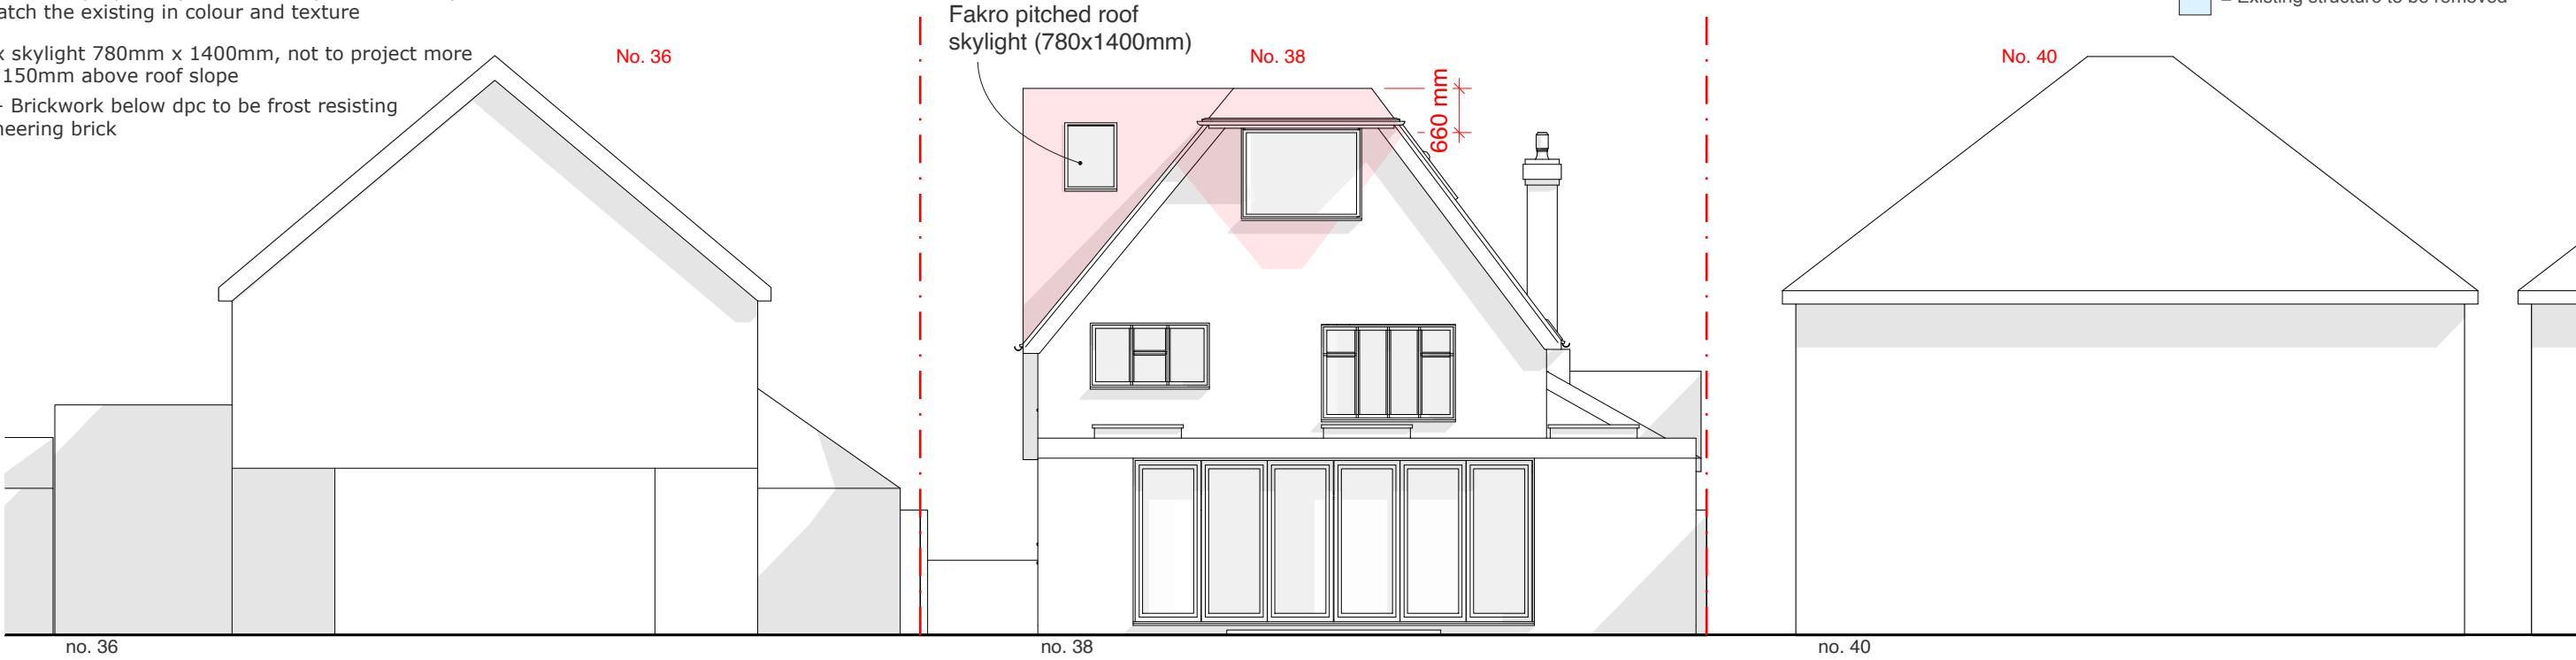 atch the existing in colour and texture
x skylight 780mm x 1400mm, not to project more
150mm above roof slope
- Brickwork below dpc to be frost resisting
neering brick
Fakro pitched roof
skylight (780x1400mm)
= Existing structure to be removed
No. 36
No. 38
No. 40
660 mm
no. 36
no. 38
no. 40